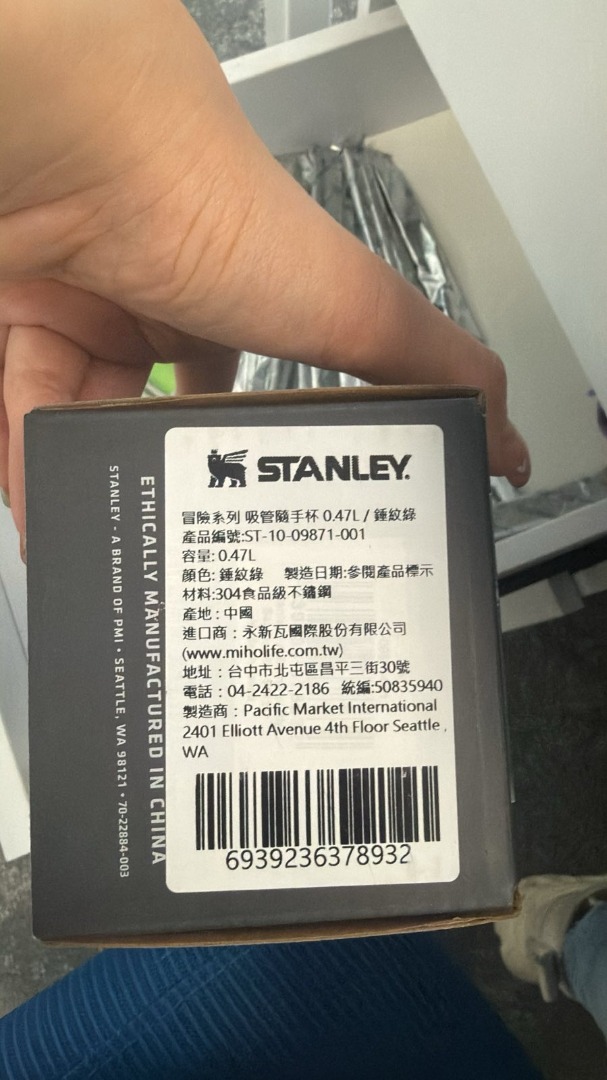 STANLEY.
冒險系列 吸管隨手杯 0.47L / 錘紋綠
產品編號:ST-10-09871-001
容量: 0.47L
顏色: 錘紋綠 製造日期:參閱產品標示
材料:304食品級不鏽鋼
產地 : 中國
進口商 : 永新瓦國際股份有限公司
(www.miholife.com.tw)
地址 : 台中市北屯區昌平三街30號
電話 : 04-2422-2186 統編:50835940
製造商 : Pacific Market International
2401 Elliott Avenue 4th Floor Seattle ,
WA
6939236378932
ETHICALLY MANUFACTURED IN CHINA
STANLEY • A BRAND OF PMI • SEATTLE, WA 98121 • 70-22884-003